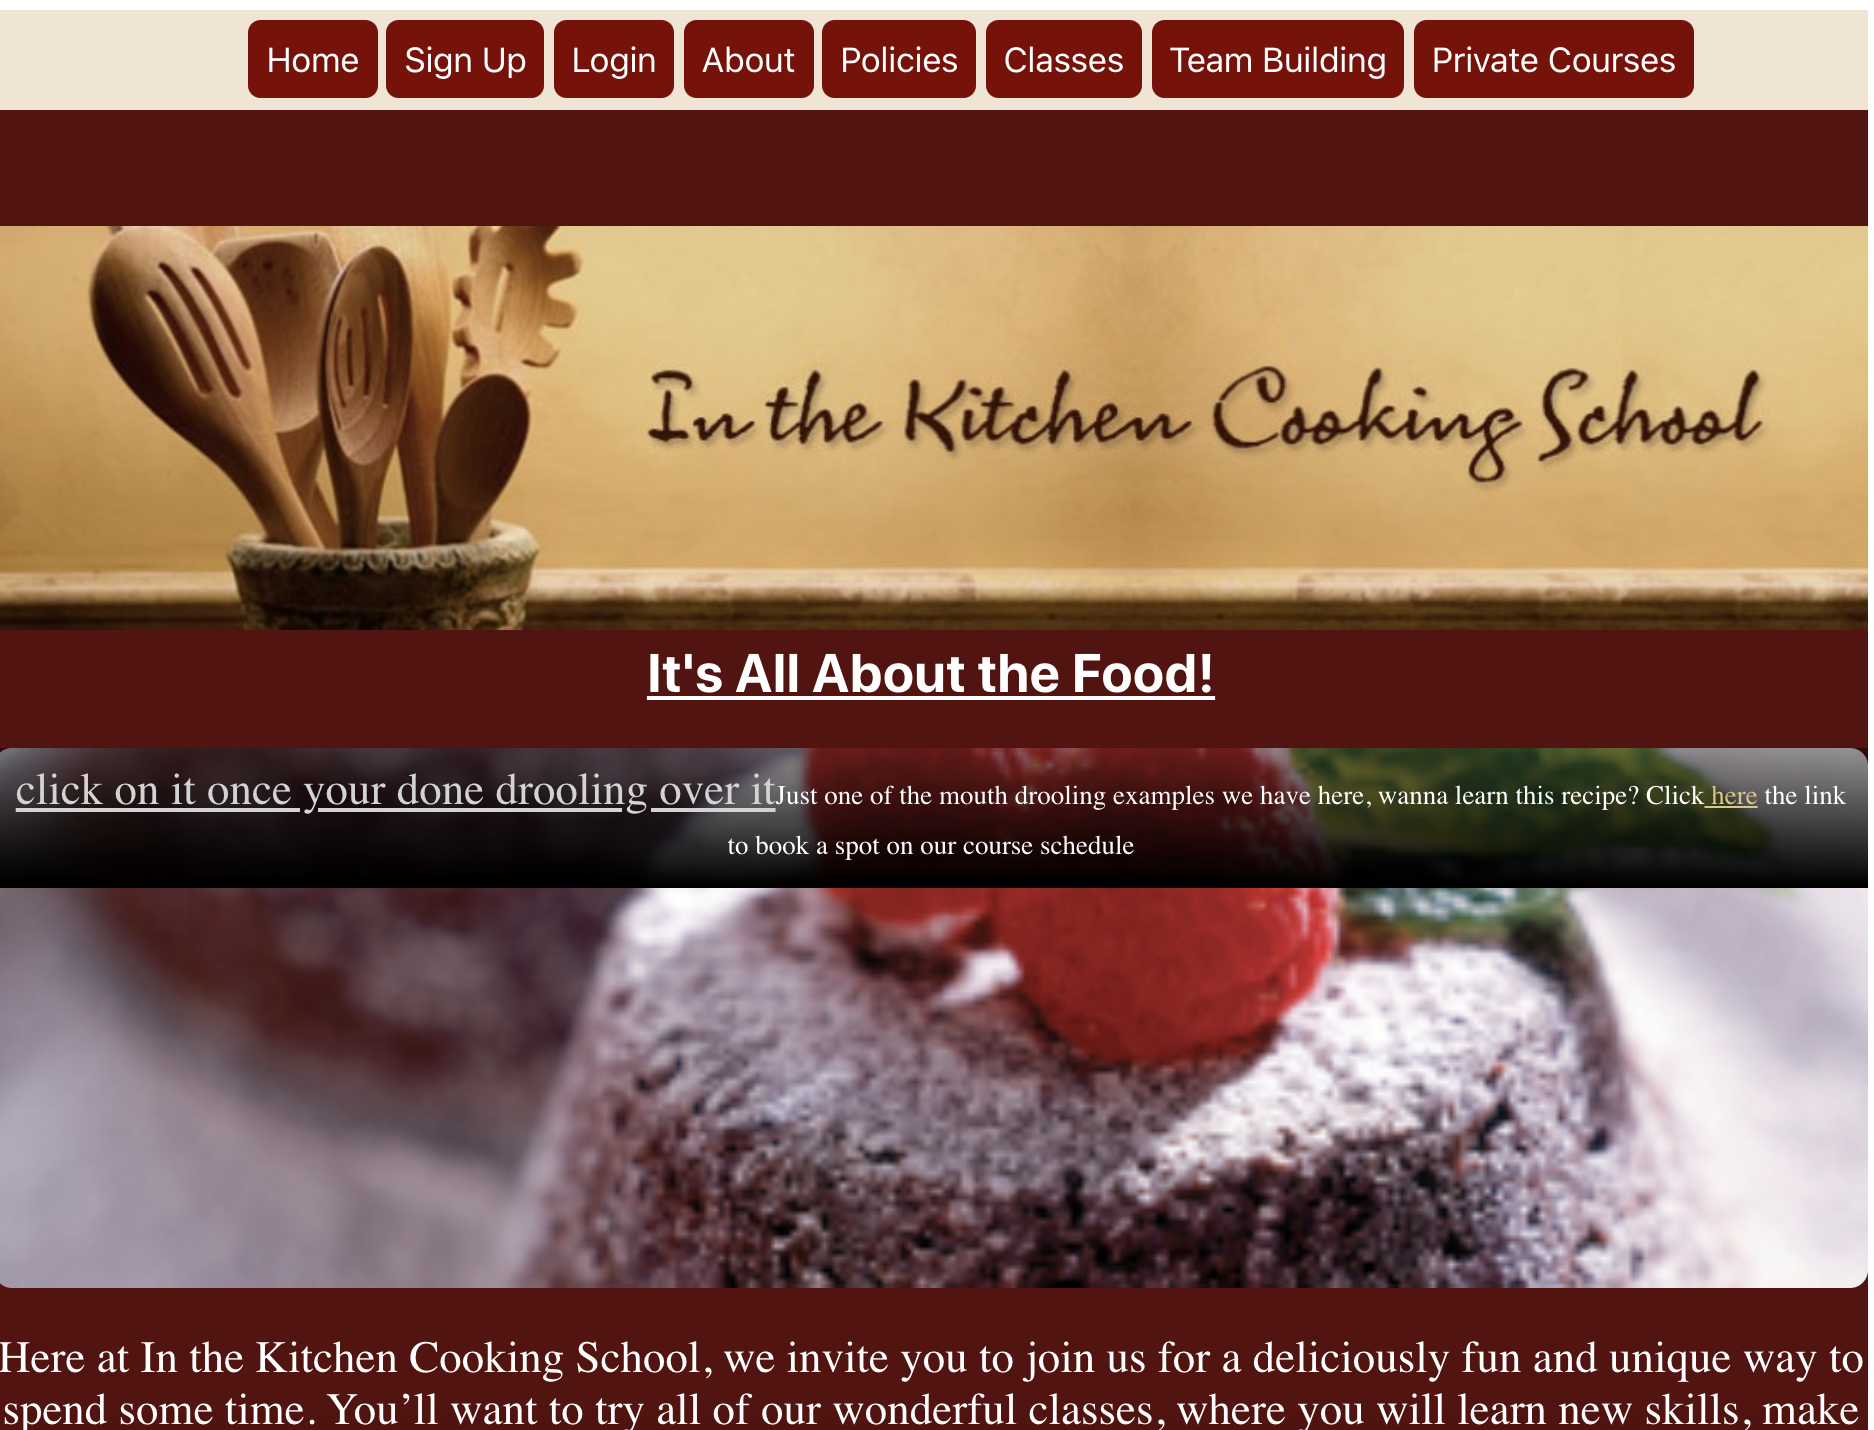 Home Sign Up Login About Policies Classes Team Building Private Courses
In the Kitchen Cooking School
It's All About the Food!
click on it once your done drooling over itJust one of the mouth drooling examples we have here, wanna learn this recipe? Click here the link
to book a spot on our course schedule
Here at In the Kitchen Cooking School, we invite you to join us for a deliciously fun and unique way to
spend some time. You’ll want to try all of our wonderful classes, where you will learn new skills, make